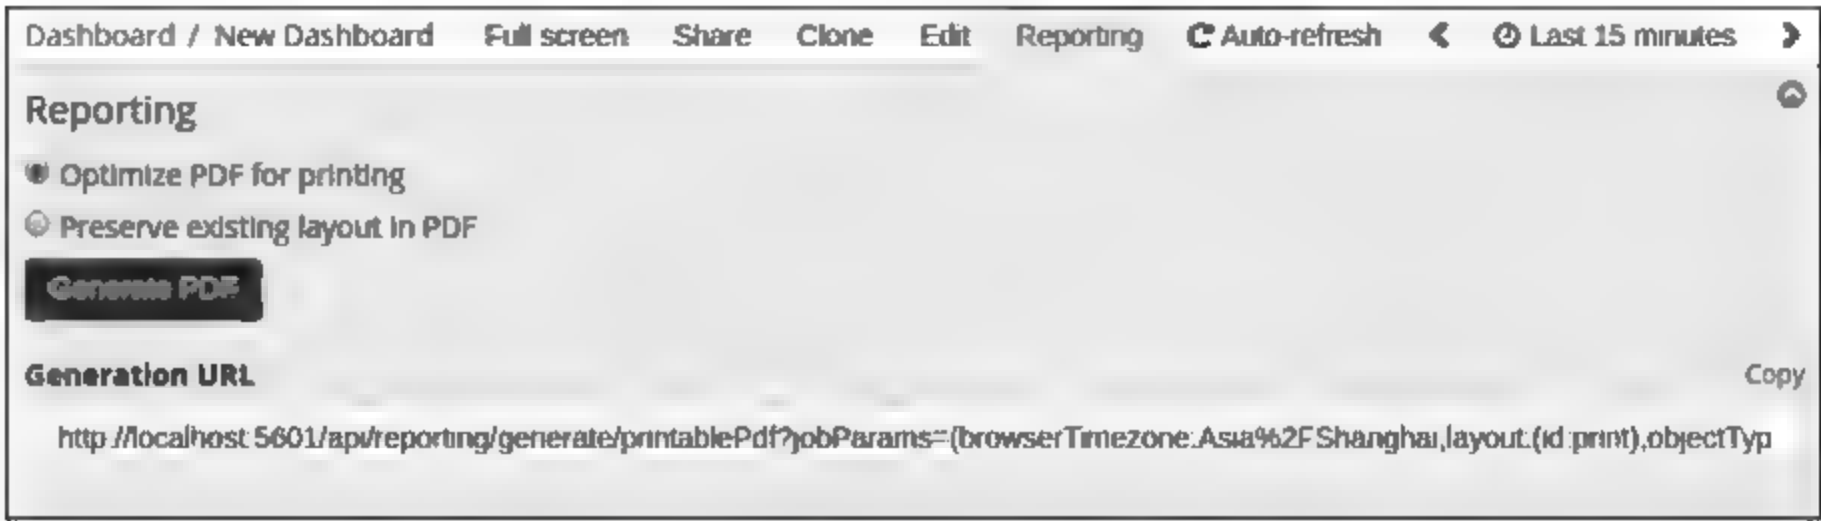 Dashboard / New Dashboard Full screen Share Clone Edit Reporting Auto-refresh Last 15 minutes
Reporting
Optimize PDF for printing
Preserve existing layout in PDF
Generate PDF
Generation URL Copy
http://localhost:5601/api/reporting/generate/printablePdf?jobParams=(browserTimezone:Asia%2FShanghai,layout:(id:print),objectTyp